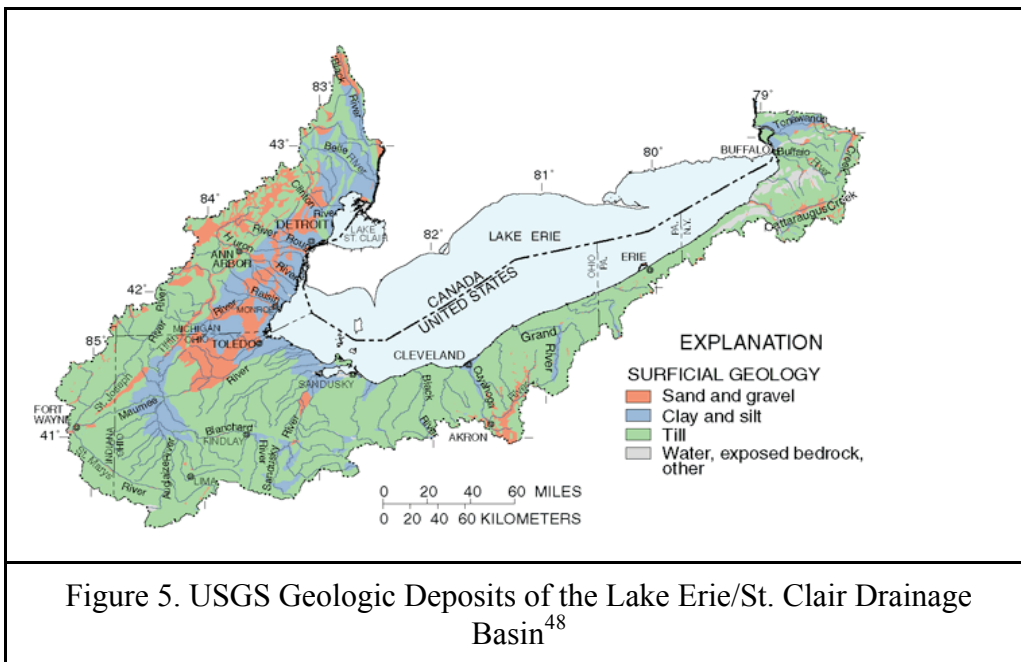 83°
Black
River
79°
Tonawanda
Creek
43
Belle River
BUFFALO
Buffalo
River
80
81°
84°
Clinton
River
Cattaraugus Creek
DETROIT
LAKE
ST. CLAIR
Huron
River
Rouge
ANN
ARBOR
River
82°
LAKE ERIE
PA.
N.Y.
OHIO
PA.
ERIE
CANADA
UNITED STATES
42°
River
Raisin
MONROE
River
MICHIGAN
OHIO
85°
TOLEDO
River
CLEVELAND
Grand
River
SANDUSKY
St. Joseph
Maumee
Black
River
Cuyahoga
River
AKRON
FORT
WAYNE
41°
INDIANA
OHIO
Blanchard
River
FINDLAY
River
Sandusky
St. Marys
River
Auglaize River
LIMA
EXPLANATION
SURFICIAL GEOLOGY
Sand and gravel
Clay and silt
Till
Water, exposed bedrock,
other
0 20 40 60 MILES
0 20 40 60 KILOMETERS
Figure 5. USGS Geologic Deposits of the Lake Erie/St. Clair Drainage
Basin48